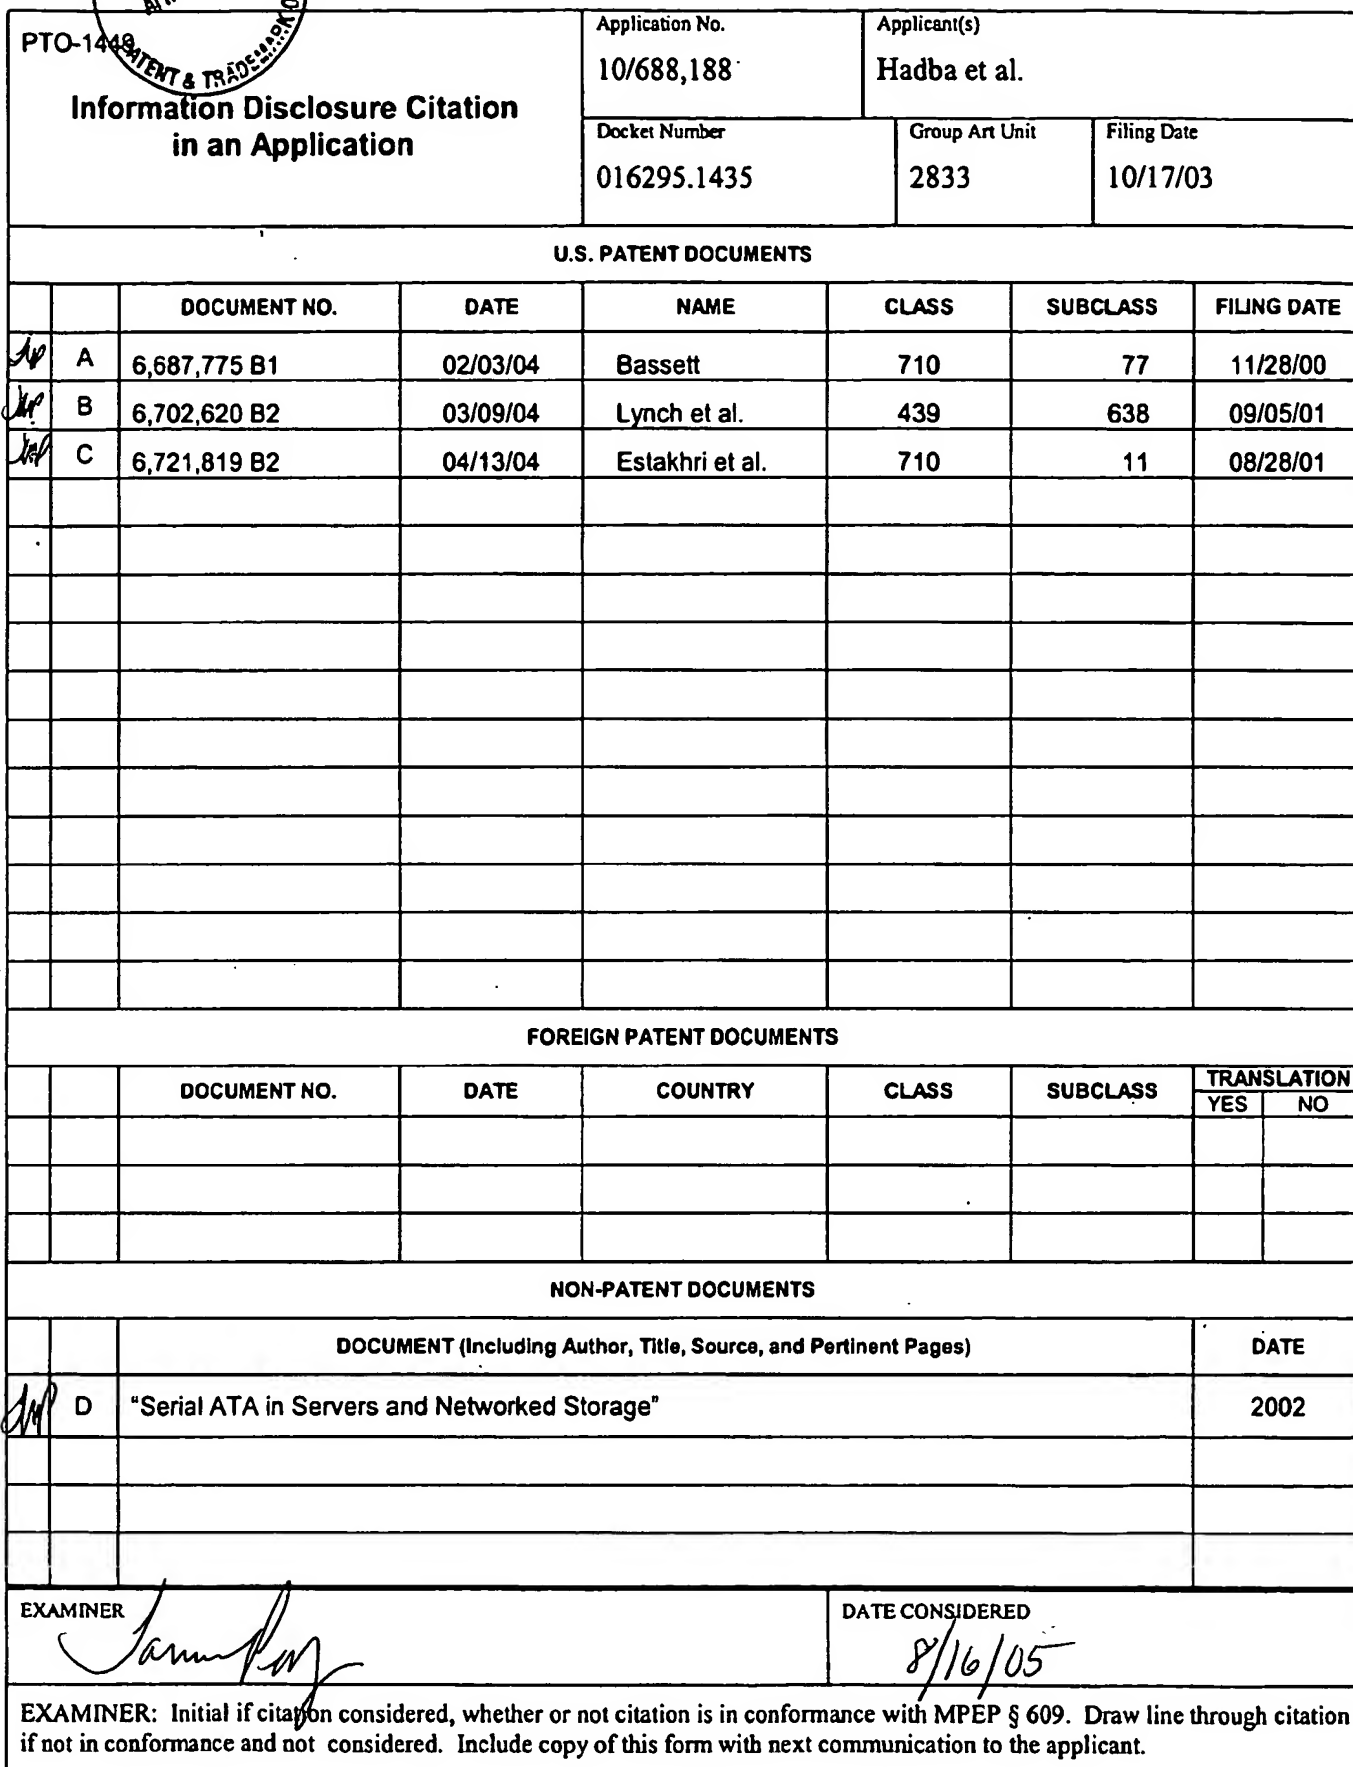 PTO-1449
PATENT & TRADEMARK
Information Disclosure Citation
in an Application
Application No.
10/688,188
Applicant(s)
Hadba et al.
Docket Number
016295.1435
Group Art Unit
2833
Filing Date
10/17/03
U.S. PATENT DOCUMENTS
DOCUMENT NO. DATE NAME CLASS SUBCLASS FILING DATE
A 6,687,775 B1 02/03/04 Bassett 710 77 11/28/00
B 6,702,620 B2 03/09/04 Lynch et al. 439 638 09/05/01
C 6,721,819 B2 04/13/04 Estakhri et al. 710 11 08/28/01
FOREIGN PATENT DOCUMENTS
DOCUMENT NO. DATE COUNTRY CLASS SUBCLASS TRANSLATION
YES NO
NON-PATENT DOCUMENTS
DOCUMENT (Including Author, Title, Source, and Pertinent Pages) DATE
D "Serial ATA in Servers and Networked Storage" 2002
EXAMINER
DATE CONSIDERED
8/16/05
EXAMINER: Initial if citation considered, whether or not citation is in conformance with MPEP § 609. Draw line through citation
if not in conformance and not considered. Include copy of this form with next communication to the applicant.